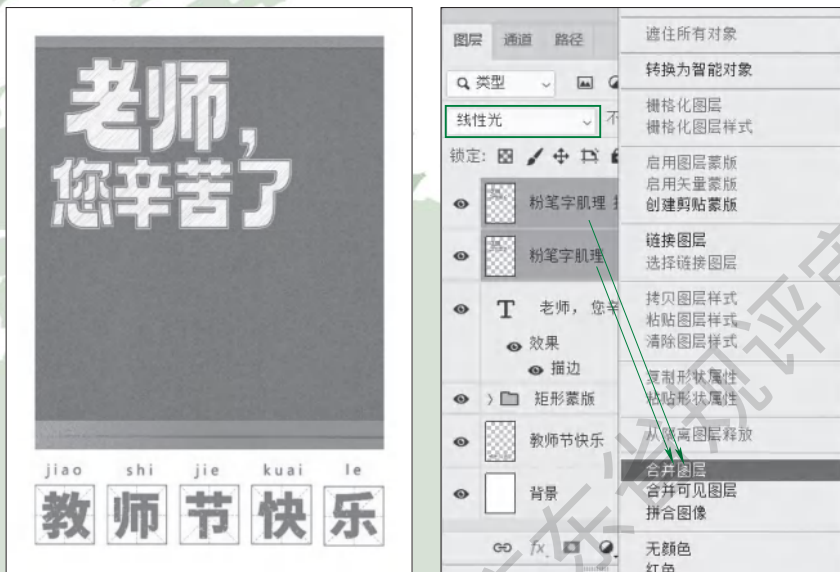 老师，
您辛苦了
jiao shi jie kuai le
教师节快乐
图层 通道 路径
类型
线性光
锁定:
粉笔字肌理
粉笔字肌理
T 老师，您辛
效果
描边
矩形蒙版
教师节快乐
背景
fx
遮住所有对象
转换为智能对象
栅格化图层
栅格化图层样式
启用图层蒙版
启用矢量蒙版
创建剪贴蒙版
链接图层
选择链接图层
拷贝图层样式
粘贴图层样式
清除图层样式
复制形状属性
粘贴形状属性
从隔离图层释放
合并图层
合并可见图层
拼合图像
无颜色
红色